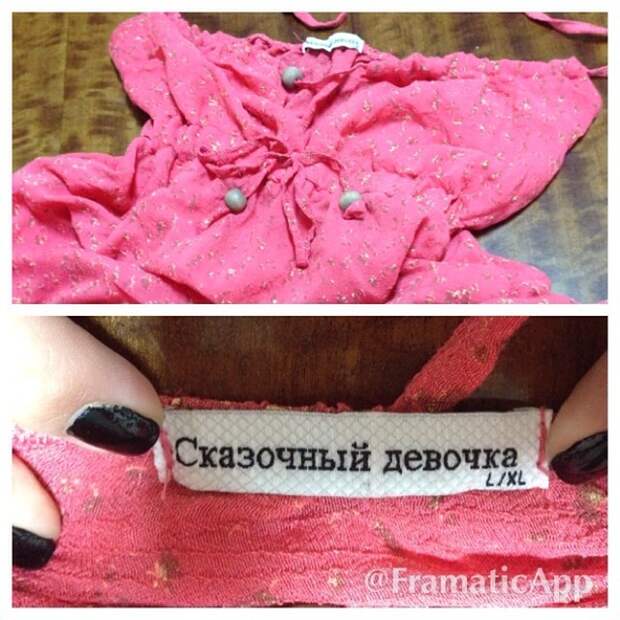 Сказочный девочка
L/XL
@FramaticApp